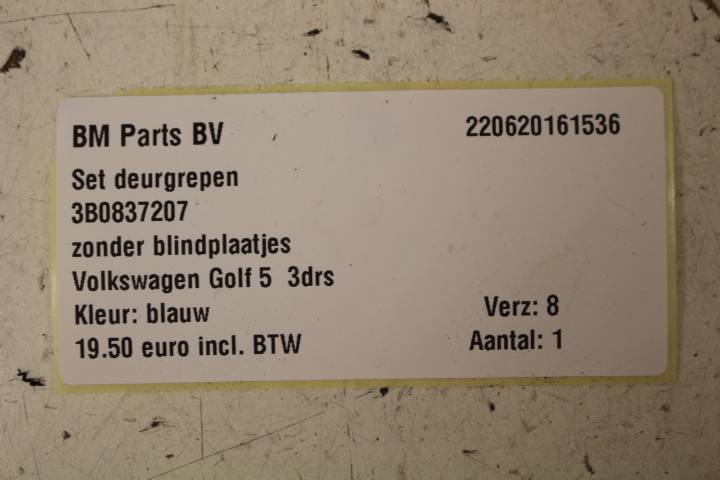 BM Parts BV 220620161536
Set deurgrepen
3B0837207
zonder blindplaatjes
Volkswagen Golf 5 3drs
Kleur: blauw Verz: 8
19.50 euro incl. BTW Aantal: 1